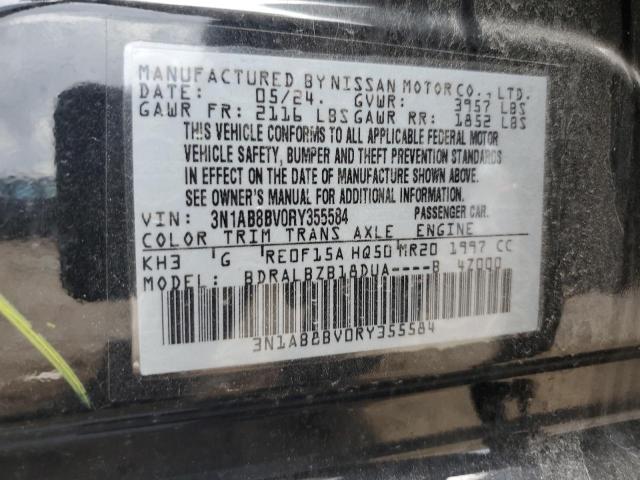 MANUFACTURED BY NISSAN MOTOR CO., LTD.
DATE: 05/24. GVWR: 3957 LBS
GAWR FR: 2116 LBS GAWR RR: 1852 LBS
THIS VEHICLE CONFORMS TO ALL APPLICABLE FEDERAL MOTOR
VEHICLE SAFETY, BUMPER AND THEFT PREVENTION STANDARDS
IN EFFECT ON THE DATE OF MANUFACTURE SHOWN ABOVE.
SEE OWNER'S MANUAL FOR ADDITIONAL INFORMATION.
VIN: 3N1AB8BV0RY355584 PASSENGER CAR.
COLOR TRIM TRANS AXLE ENGINE
KH3 G RE0F15A HQ50 MR20 1997 CC
MODEL: BDRALBZB18DUA----B 47000
3N1AB8BV0RY355584